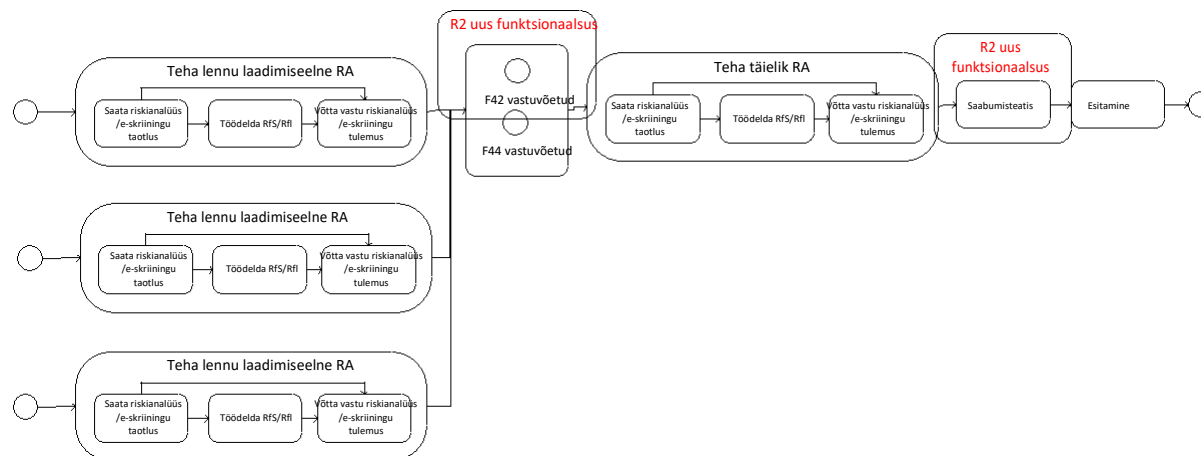 R2 uus funktsionaalsus
Teha lennu laadimiseelne RA
Saata riskianalüüs
/e-skriiningu
taotlus
Töödelda RfS/RfI
Võtta vastu riskianalüüs
/e-skriiningu
tulemus
F42 vastuvõetud
F44 vastuvõetud
Teha täielik RA
Saata riskianalüüs
/e-skriiningu
taotlus
Töödelda RfS/RfI
Võtta vastu riskianalüüs
/e-skriiningu
tulemus
R2 uus
funktsionaalsus
Saabumisteatis
Esitamine
Teha lennu laadimiseelne RA
Saata riskianalüüs
/e-skriiningu
taotlus
Töödelda RfS/RfI
Võtta vastu riskianalüüs
/e-skriiningu
tulemus
Teha lennu laadimiseelne RA
Saata riskianalüüs
/e-skriiningu
taotlus
Töödelda RfS/RfI
Võtta vastu riskianalüüs
/e-skriiningu
tulemus